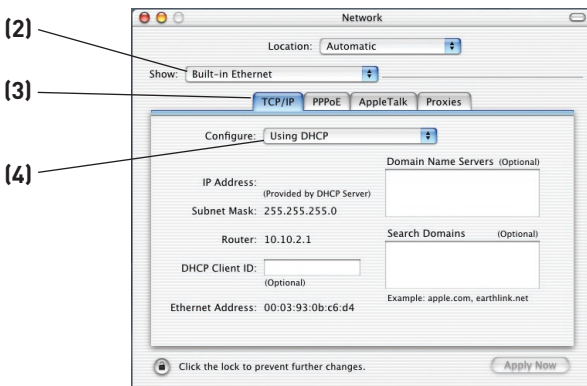 Network
Location: Automatic
(2)
Show: Built-in Ethernet
(3)
TCP/IP PPPoE AppleTalk Proxies
Configure: Using DHCP
(4)
Domain Name Servers (Optional)
IP Address:
(Provided by DHCP Server)
Subnet Mask: 255.255.255.0
Router: 10.10.2.1
Search Domains (Optional)
DHCP Client ID:
(Optional)
Example: apple.com, earthlink.net
Ethernet Address: 00:03:93:0b:c6:d4
Click the lock to prevent further changes.
Apply Now